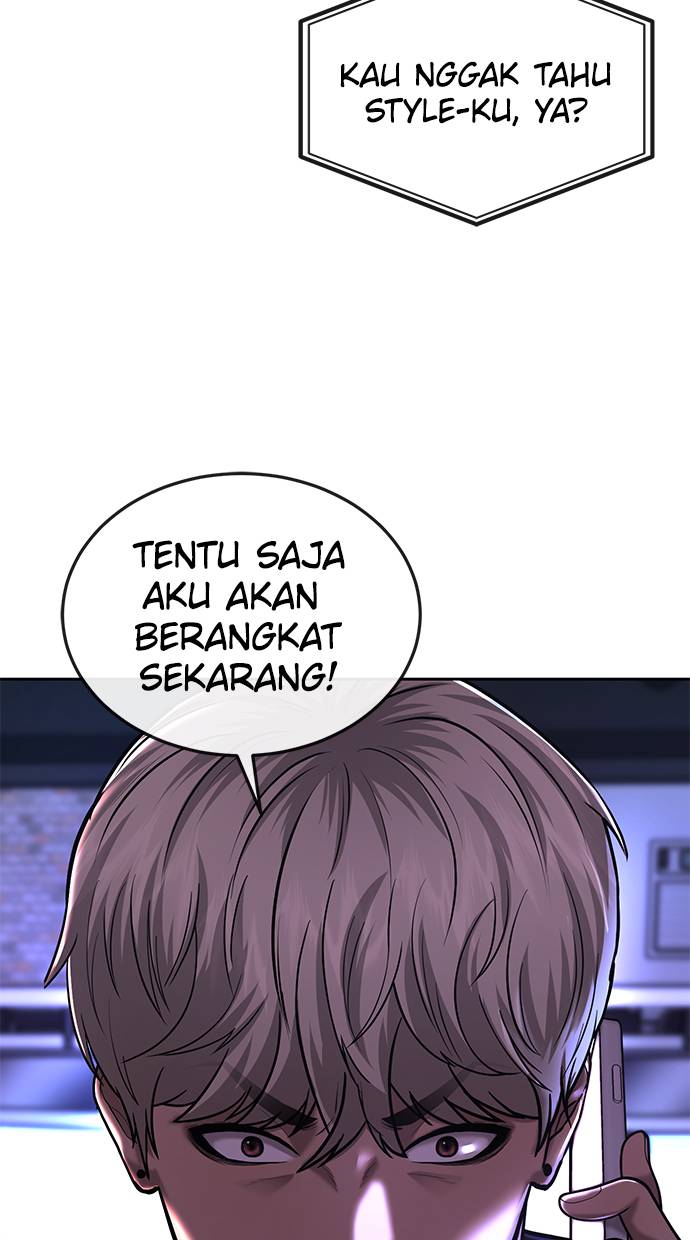 KAU NGGAK TAHU
STYLE-KU, YA?
TENTU SAJA
AKU AKAN
BERANGKAT
SEKARANG!